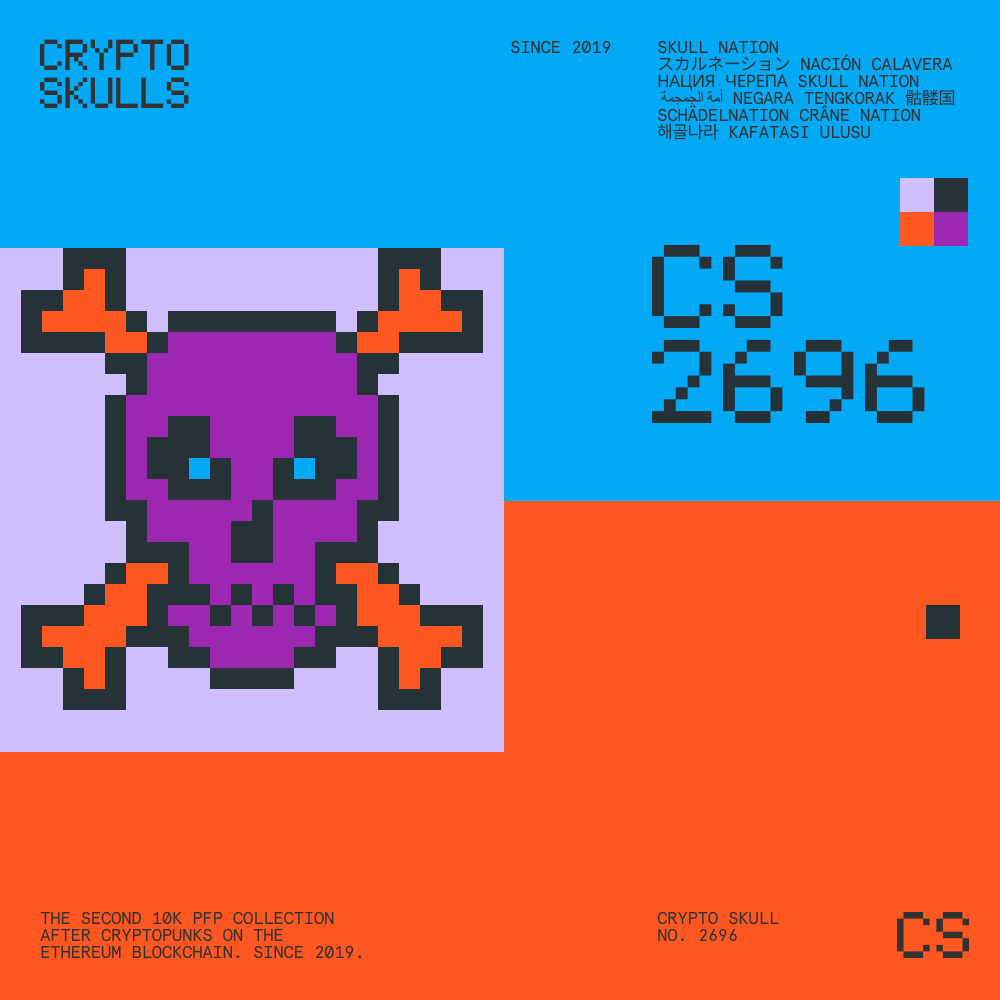 CRYPTO
SKULLS
SINCE 2019
SKULL NATION
スカルネーション NACIÓN CALAVERA
НАЦИЯ ЧЕРЕПА SKULL NATION
أمة الجمجمة NEGARA TENGKORAK 骷髅国
SCHÄDELNATION CRÂNE NATION
해골나라 KAFATASI ULUSU
CS
2696
THE SECOND 10K PFP COLLECTION
AFTER CRYPTOPUNKS ON THE
ETHEREUM BLOCKCHAIN. SINCE 2019.
CRYPTO SKULL
NO. 2696
CS